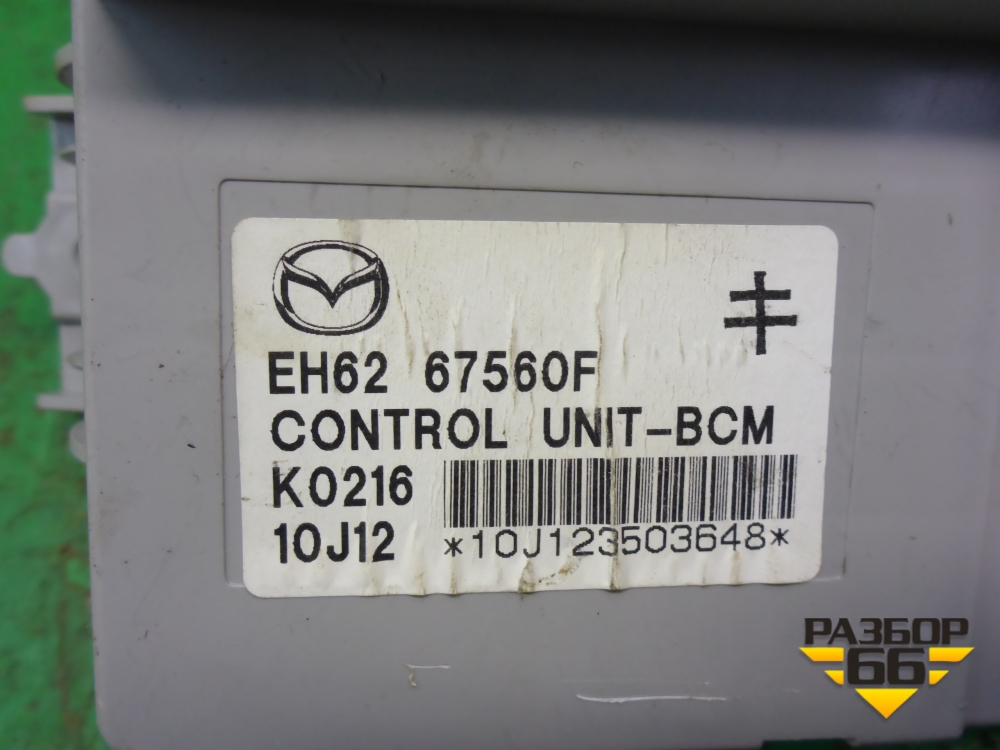 EH62 67560F
CONTROL UNIT-BCM
K0216
10J12
*10J123503648*
РАЗБОР
66